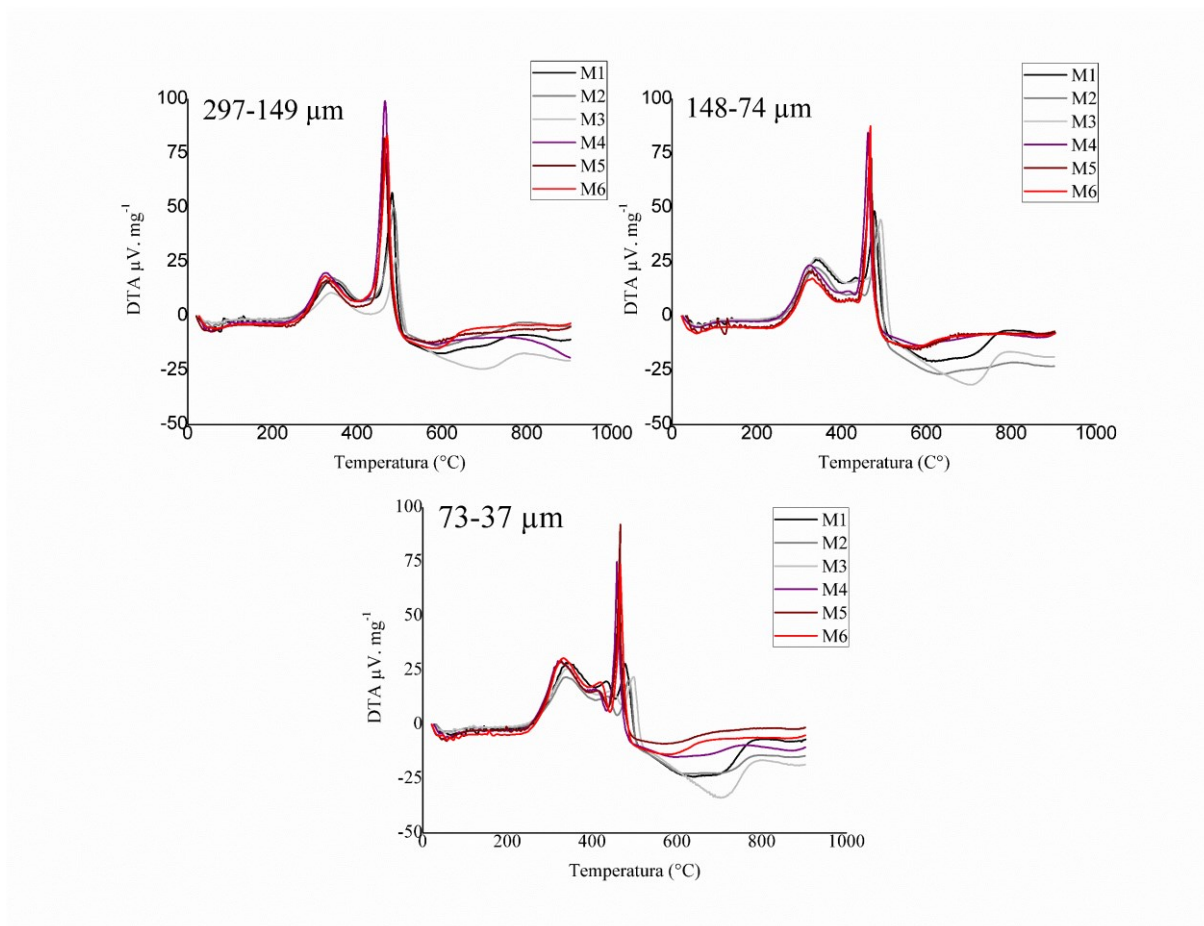 297-149 µm
M1
M2
M3
M4
M5
M6
100
75
50
25
0
-25
-50
DTA µV. mg⁻¹
0 200 400 600 800 1000
Temperatura (°C)
148-74 µm
M1
M2
M3
M4
M5
M6
100
75
50
25
0
-25
-50
DTA µV. mg⁻¹
0 200 400 600 800 1000
Temperatura (C°)
73-37 µm
M1
M2
M3
M4
M5
M6
100
75
50
25
0
-25
-50
DTA µV. mg⁻¹
0 200 400 600 800 1000
Temperatura (°C)